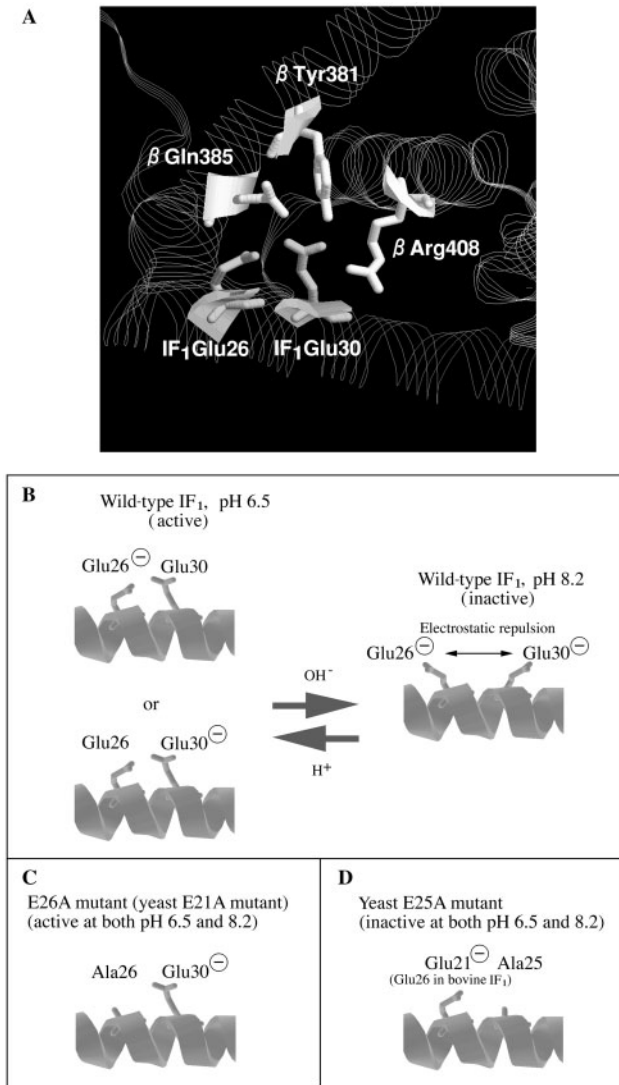 A
β Tyr381
β Gln385
β Arg408
IF₁Glu26 IF₁Glu30
B
Wild-type IF₁, pH 6.5
(active)
Glu26⊖ Glu30
or
Glu26 Glu30⊖
OH⁻
H⁺
Wild-type IF₁, pH 8.2
(inactive)
Electrostatic repulsion
Glu26⊖ Glu30⊖
C
E26A mutant (yeast E21A mutant)
(active at both pH 6.5 and 8.2)
Ala26 Glu30⊖
D
Yeast E25A mutant
(inactive at both pH 6.5 and 8.2)
Glu21⊖ Ala25
(Glu26 in bovine IF₁)